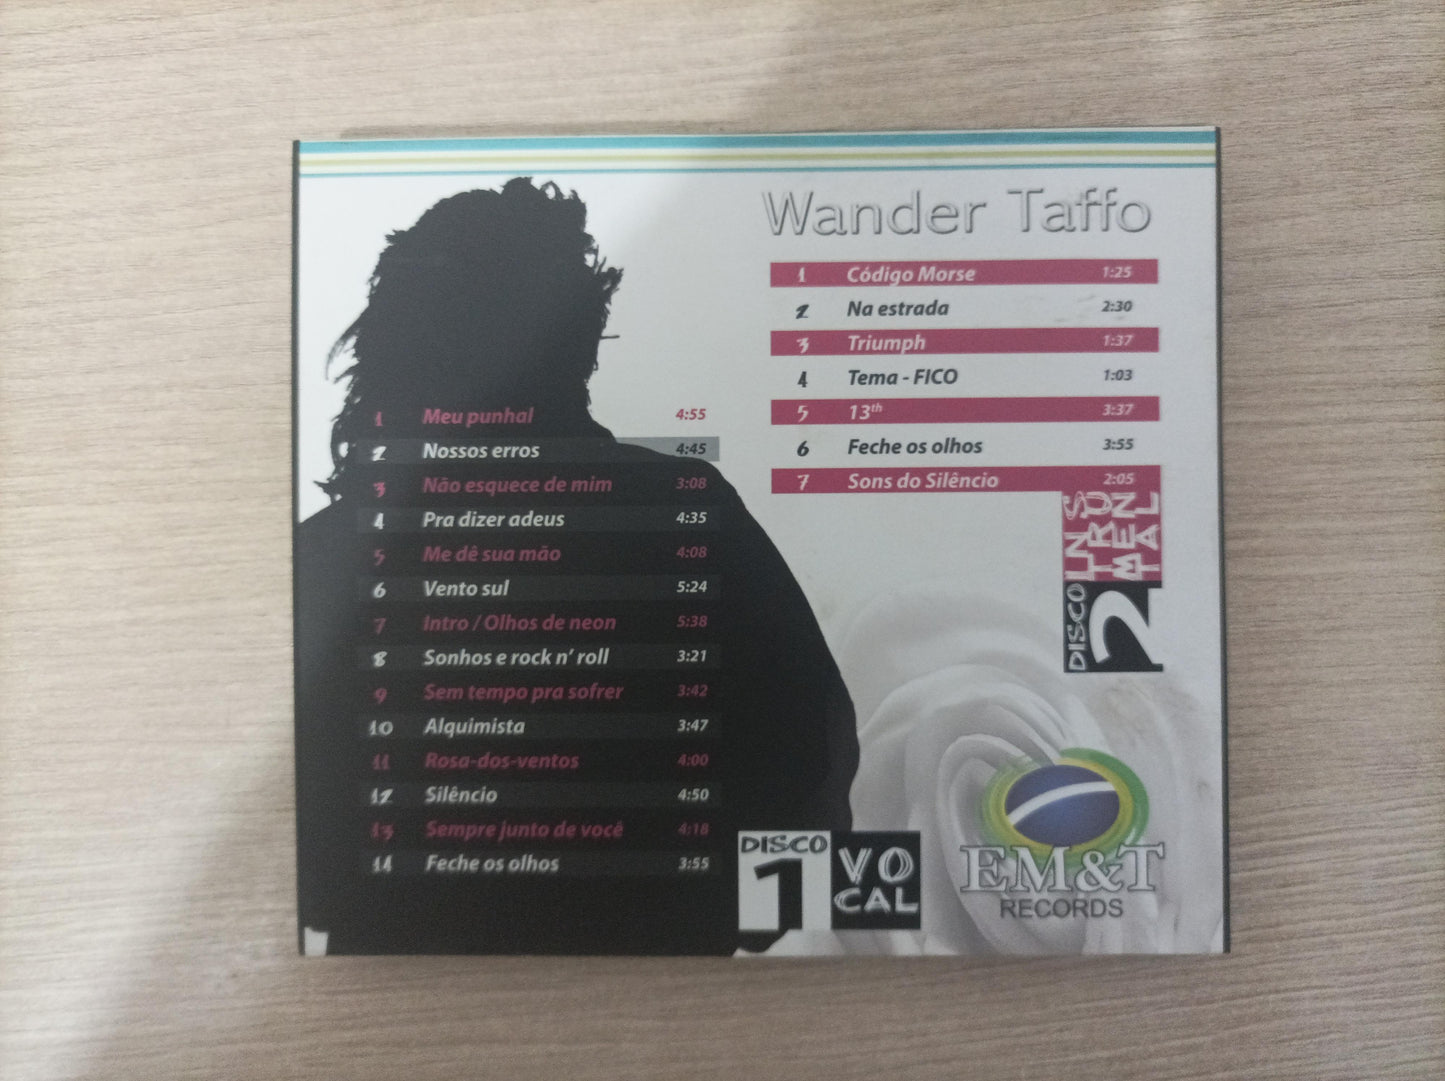 Wander Taffo
1 Código Morse 1:25
2 Na estrada 2:30
3 Triumph 1:37
4 Tema - FICO 1:03
5 13th 3:37
6 Feche os olhos 3:55
7 Sons do Silêncio 2:05
INS
TRU
MEN
TAL
DISCO
2
1 Meu punhal 4:55
2 Nossos erros 4:45
3 Não esquece de mim 3:08
4 Pra dizer adeus 4:35
5 Me dê sua mão 4:08
6 Vento sul 5:24
7 Intro / Olhos de neon 5:38
8 Sonhos e rock n’ roll 3:21
9 Sem tempo pra sofrer 3:42
10 Alquimista 3:47
11 Rosa-dos-ventos 4:00
12 Silêncio 4:50
13 Sempre junto de você 4:18
14 Feche os olhos 3:55
DISCO
1
VO
CAL
EM&T
RECORDS